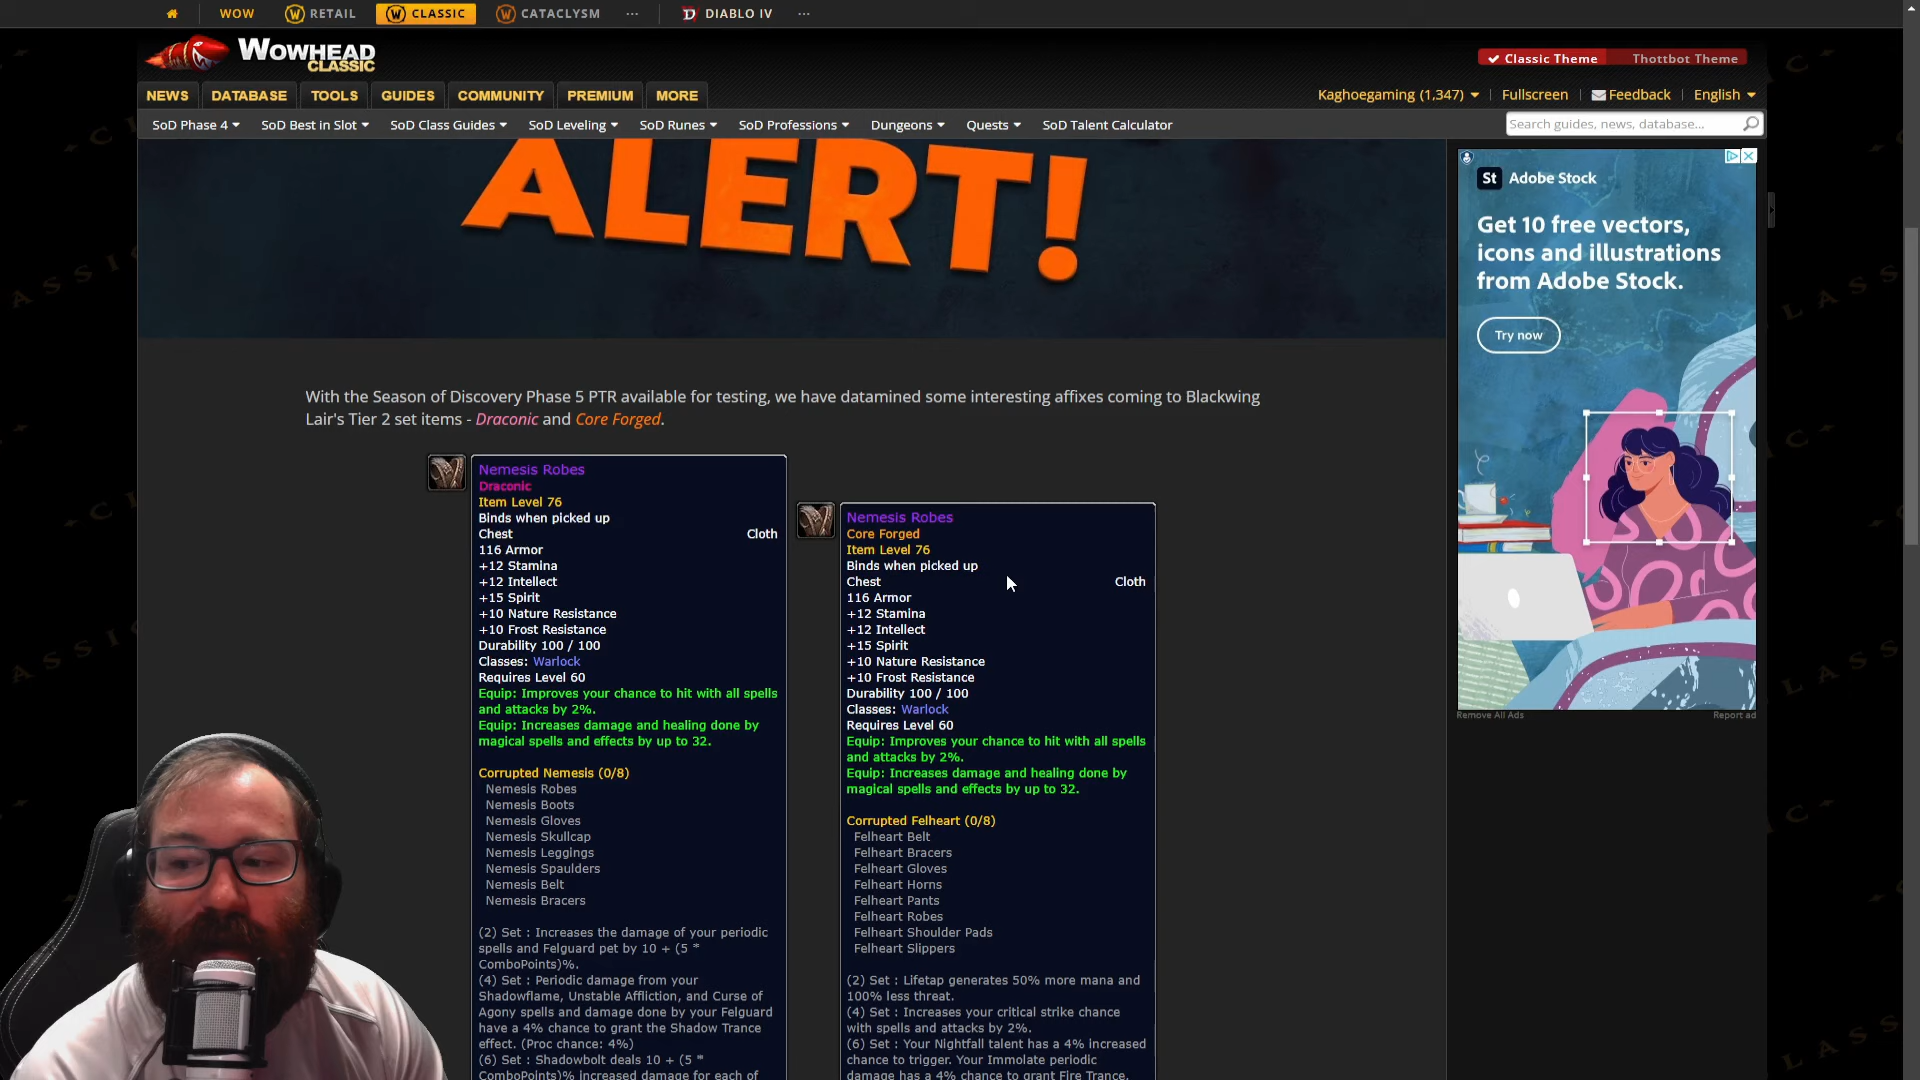 WOW
RETAIL
CLASSIC
CATACLYSM
...
DIABLO IV
...
WOWHEAD
CLASSIC
Classic Theme
Thottbot Theme
NEWS
DATABASE
TOOLS
GUIDES
COMMUNITY
PREMIUM
MORE
Kaghoegaming (1,347)
Fullscreen
Feedback
English
SoD Phase 4
SoD Best in Slot
SoD Class Guides
SoD Leveling
SoD Runes
SoD Professions
Dungeons
Quests
SoD Talent Calculator
Search guides, news, database...
ALERT!
With the Season of Discovery Phase 5 PTR available for testing, we have datamined some interesting affixes coming to Blackwing
Lair's Tier 2 set items - Draconic and Core Forged.
Nemesis Robes
Draconic
Item Level 76
Binds when picked up
Chest Cloth
116 Armor
+12 Stamina
+12 Intellect
+15 Spirit
+10 Nature Resistance
+10 Frost Resistance
Durability 100 / 100
Classes: Warlock
Requires Level 60
Equip: Improves your chance to hit with all spells
and attacks by 2%.
Equip: Increases damage and healing done by
magical spells and effects by up to 32.
Corrupted Nemesis (0/8)
Nemesis Robes
Nemesis Boots
Nemesis Gloves
Nemesis Skullcap
Nemesis Leggings
Nemesis Spaulders
Nemesis Belt
Nemesis Bracers
(2) Set : Increases the damage of your periodic
spells and Felguard pet by 10 + (5 *
ComboPoints)%.
(4) Set : Periodic damage from your
Shadowflame, Unstable Affliction, and Curse of
Agony spells and damage done by your Felguard
have a 4% chance to grant the Shadow Trance
effect. (Proc chance: 4%)
(6) Set : Shadowbolt deals 10 + (5 *
ComboPoints)% increased damage for each of
Nemesis Robes
Core Forged
Item Level 76
Binds when picked up
Chest Cloth
116 Armor
+12 Stamina
+12 Intellect
+15 Spirit
+10 Nature Resistance
+10 Frost Resistance
Durability 100 / 100
Classes: Warlock
Requires Level 60
Equip: Improves your chance to hit with all spells
and attacks by 2%.
Equip: Increases damage and healing done by
magical spells and effects by up to 32.
Corrupted Felheart (0/8)
Felheart Belt
Felheart Bracers
Felheart Gloves
Felheart Horns
Felheart Pants
Felheart Robes
Felheart Shoulder Pads
Felheart Slippers
(2) Set : Lifetap generates 50% more mana and
100% less threat.
(4) Set : Increases your critical strike chance
with spells and attacks by 2%.
(6) Set : Your Nightfall talent has a 4% increased
chance to trigger. Your Immolate periodic
damage has a 4% chance to grant Fire Trance,
St Adobe Stock
Get 10 free vectors,
icons and illustrations
from Adobe Stock.
Try now
Remove All Ads
Report ad